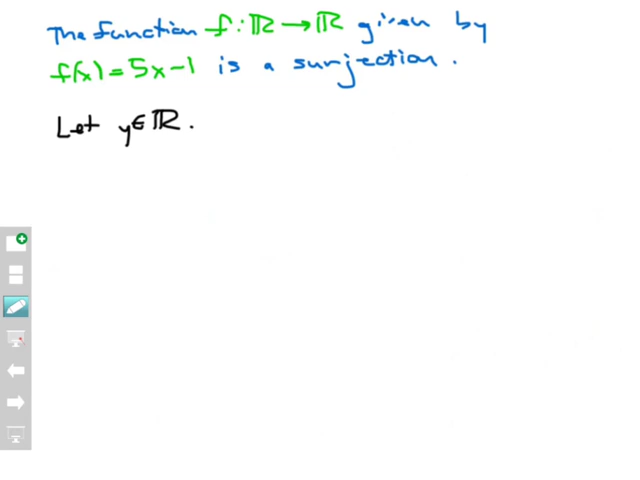 The function f: ℝ → ℝ given by
f(x) = 5x - 1 is a surjection.
Let y ∈ ℝ.